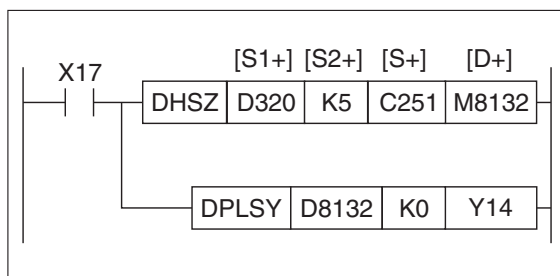 [S1+] [S2+] [S+] [D+]
X17
DHSZ D320 K5 C251 M8132
DPLSY D8132 K0 Y14